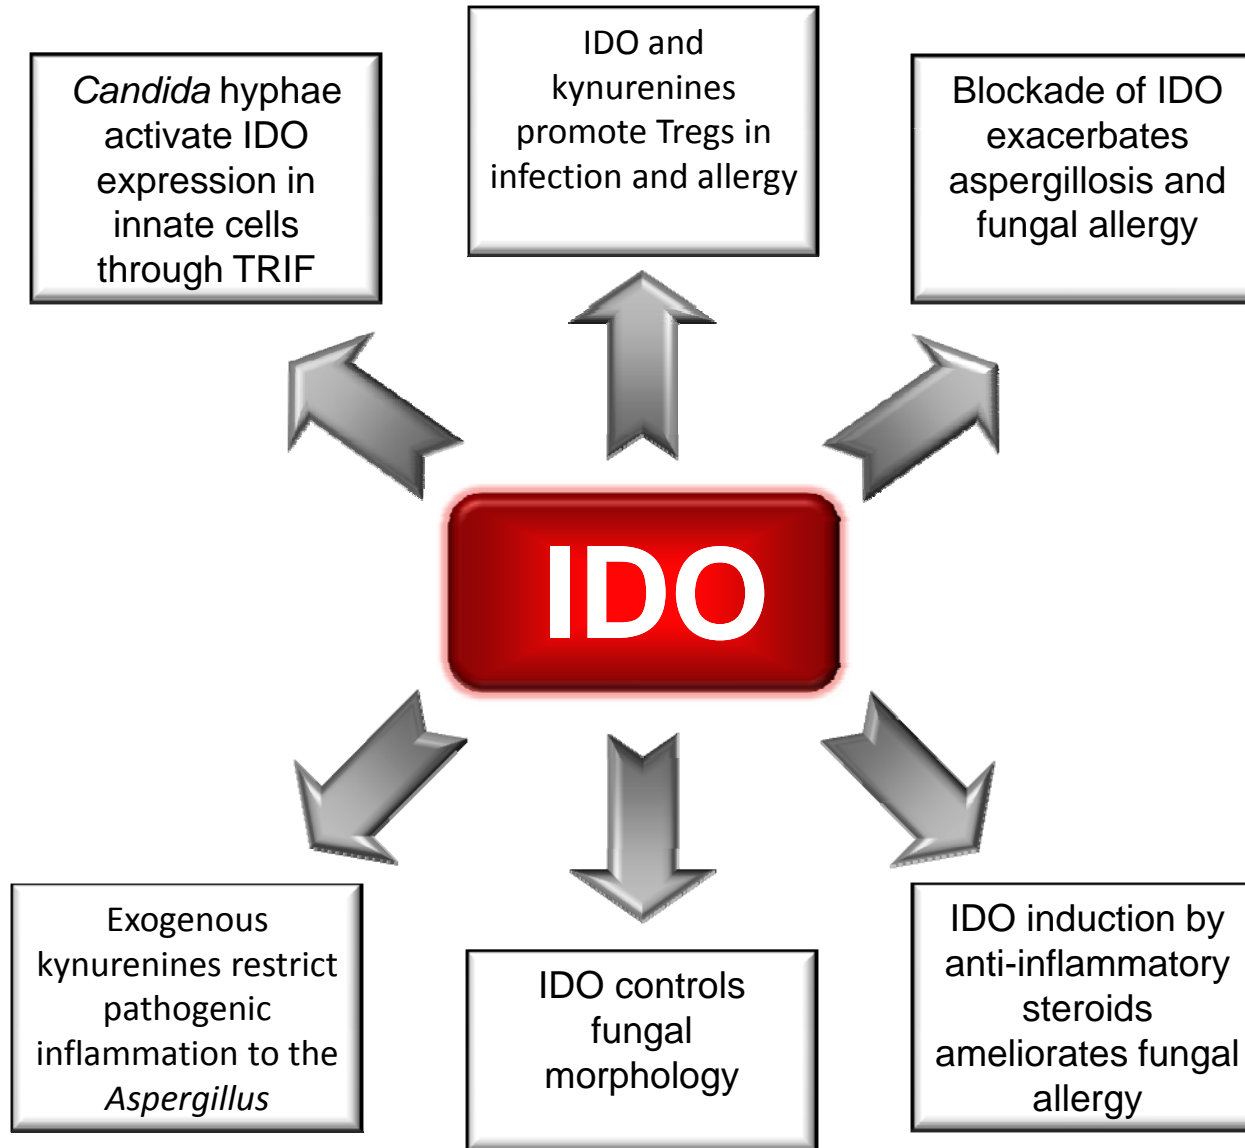 Candida hyphae
activate IDO
expression in
innate cells
through TRIF
IDO and
kynurenines
promote Tregs in
infection and allergy
Blockade of IDO
exacerbates
aspergillosis and
fungal allergy
IDO
Exogenous
kynurenines restrict
pathogenic
inflammation to the
Aspergillus
IDO controls
fungal
morphology
IDO induction by
anti-inflammatory
steroids
ameliorates fungal
allergy